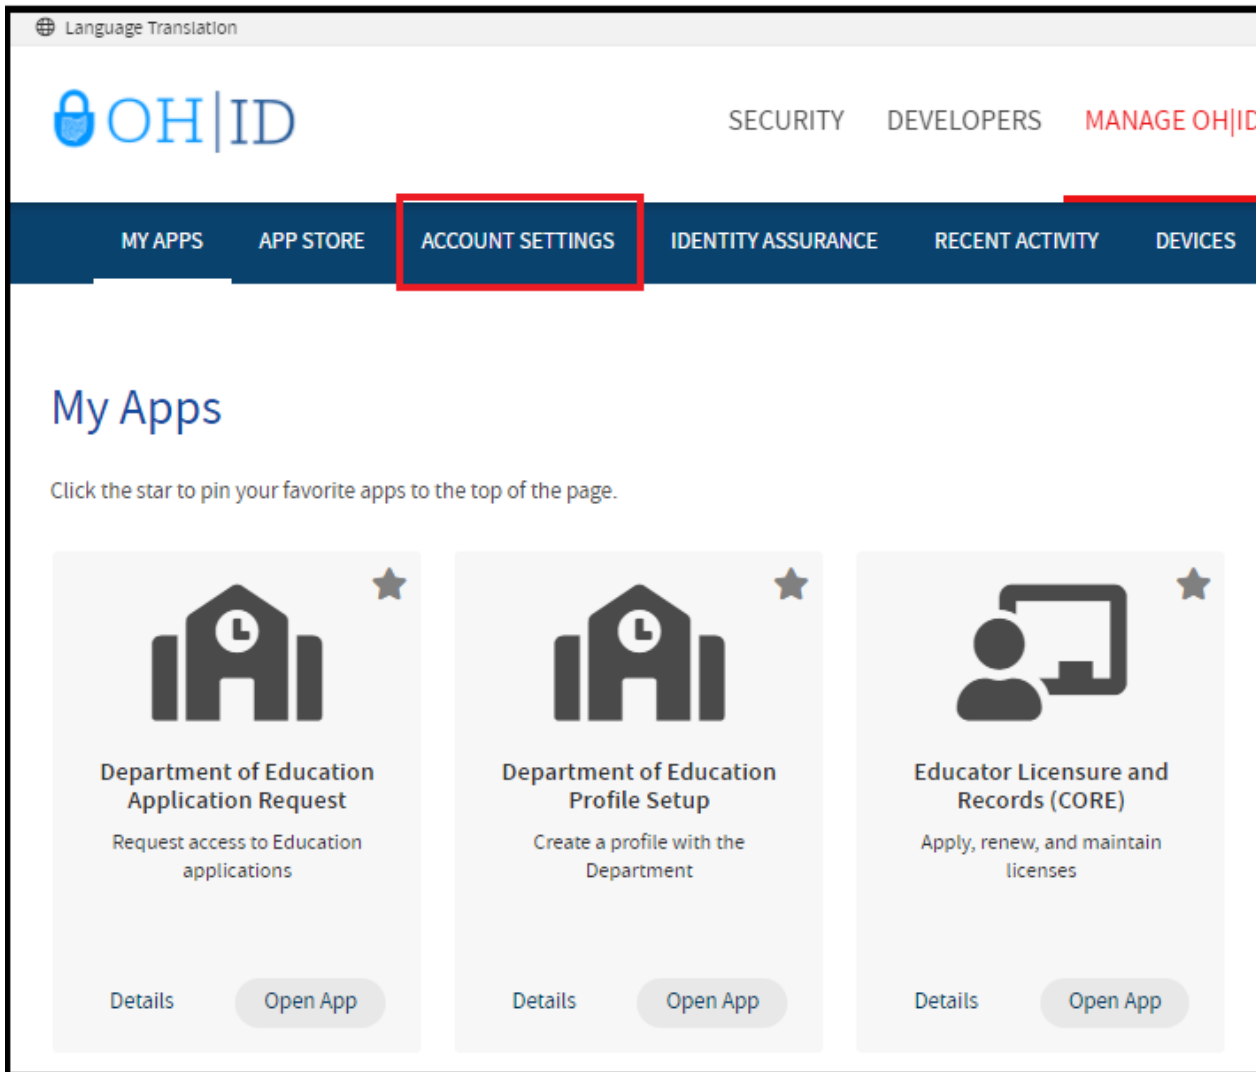 Language Translation
OH|ID
SECURITY DEVELOPERS MANAGE OH|ID
MY APPS APP STORE ACCOUNT SETTINGS IDENTITY ASSURANCE RECENT ACTIVITY DEVICES
My Apps
Click the star to pin your favorite apps to the top of the page.
Department of Education
Application Request
Request access to Education
applications
Details Open App
Department of Education
Profile Setup
Create a profile with the
Department
Details Open App
Educator Licensure and
Records (CORE)
Apply, renew, and maintain
licenses
Details Open App